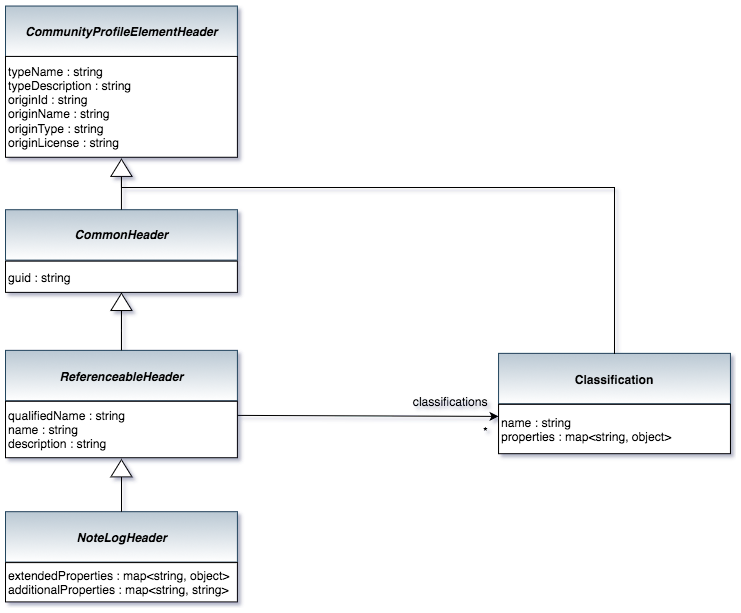 CommunityProfileElementHeader
typeName : string
typeDescription : string
originId : string
originName : string
originType : string
originLicense : string
CommonHeader
guid : string
ReferenceableHeader
qualifiedName : string
name : string
description : string
classifications
*
Classification
name : string
properties : map<string, object>
NoteLogHeader
extendedProperties : map<string, object>
additionalProperties : map<string, string>